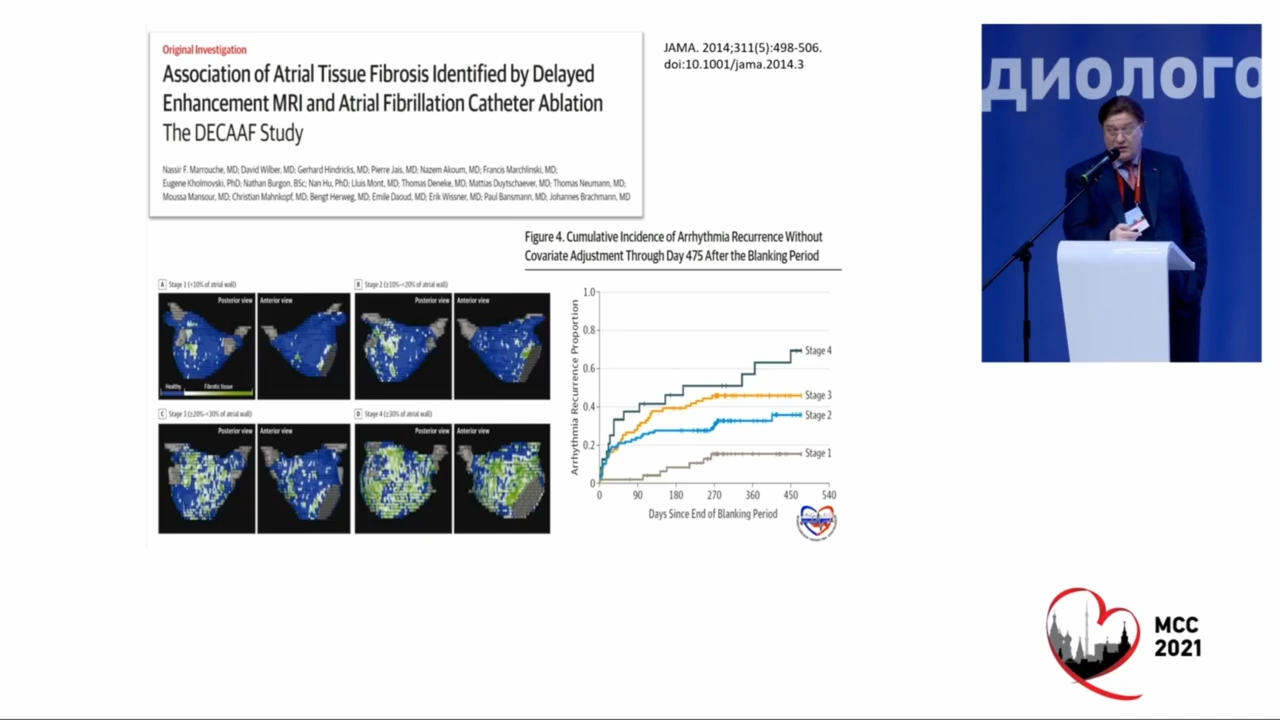 Original Investigation
Association of Atrial Tissue Fibrosis Identified by Delayed
Enhancement MRI and Atrial Fibrillation Catheter Ablation
The DECAAF Study
Nassir F. Marrouche, MD; David Wilber, MD; Gerhard Hindricks, MD; Pierre Jais, MD; Nazem Akoum, MD; Francis Marchlinski, MD;
Eugene Kholmovski, PhD; Nathan Burgon, BSc; Nan Hu, PhD; Lluis Mont, MD; Thomas Deneke, MD; Mattias Duytschaever, MD; Thomas Neumann, MD;
Moussa Mansour, MD; Christian Mahnkopf, MD; Bengt Herweg, MD; Emile Daoud, MD; Erik Wissner, MD; Paul Bansmann, MD; Johannes Brachmann, MD
JAMA. 2014;311(5):498-506.
doi:10.1001/jama.2014.3
ДИОЛОГО
Figure 4. Cumulative Incidence of Arrhythmia Recurrence Without
Covariate Adjustment Through Day 475 After the Blanking Period
A Stage 1 (<10% of atrial wall)
Posterior view
Anterior view
Healthy
Fibrotic tissue
B Stage 2 (≥10%-<20% of atrial wall)
Posterior view
Anterior view
C Stage 3 (≥20%-<30% of atrial wall)
Posterior view
Anterior view
D Stage 4 (≥30% of atrial wall)
Posterior view
Anterior view
Arrhythmia Recurrence Proportion
1.0
0.8
0.6
0.4
0.2
0
Stage 4
Stage 3
Stage 2
Stage 1
0 90 180 270 360 450 540
Days Since End of Blanking Period
MCC
2021